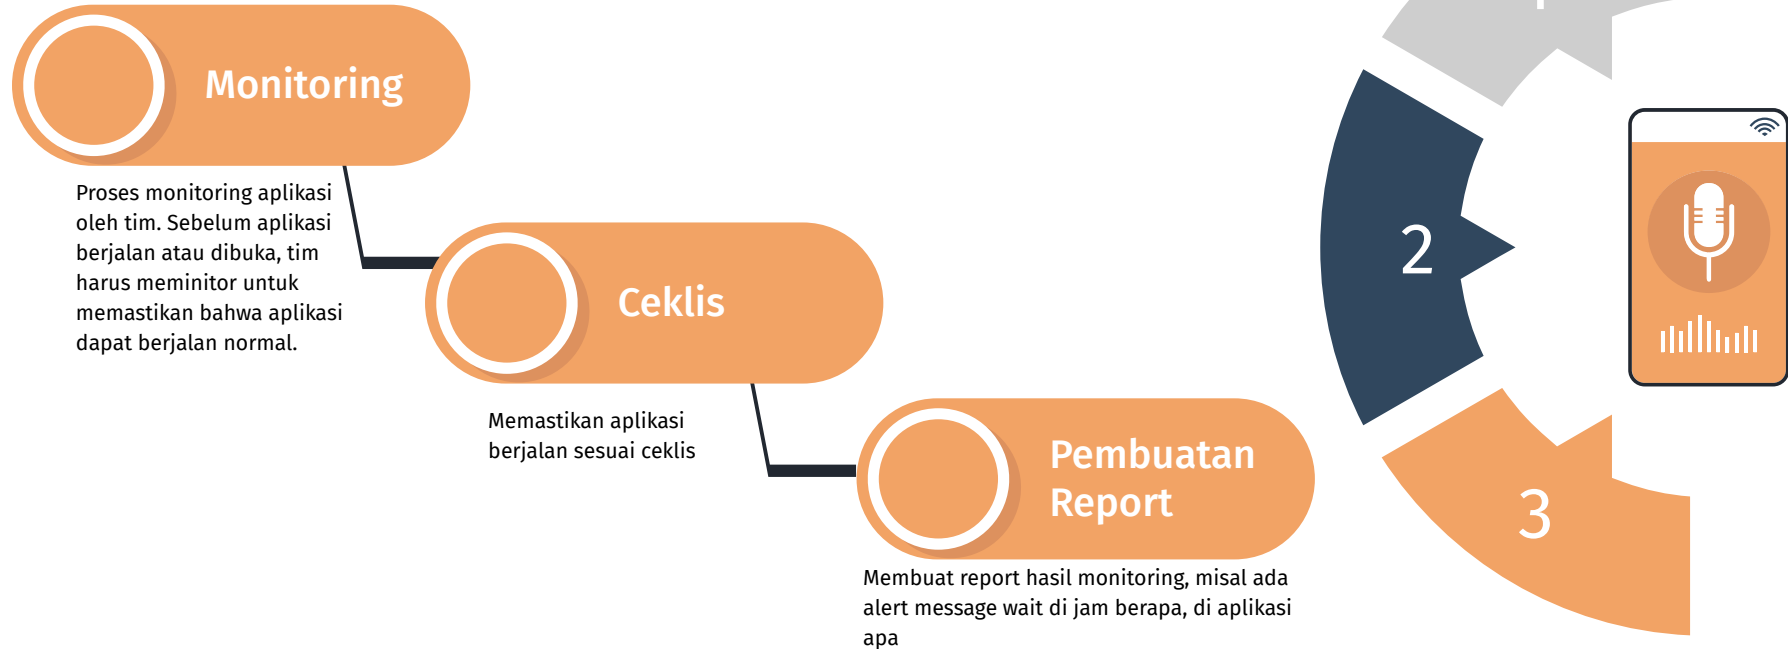 Monitoring
Proses monitoring aplikasi
oleh tim. Sebelum aplikasi
berjalan atau dibuka, tim
harus meminitor untuk
memastikan bahwa aplikasi
dapat berjalan normal.
Ceklis
Memastikan aplikasi
berjalan sesuai ceklis
Pembuatan
Report
Membuat report hasil monitoring, misal ada
alert message wait di jam berapa, di aplikasi
apa
2
3